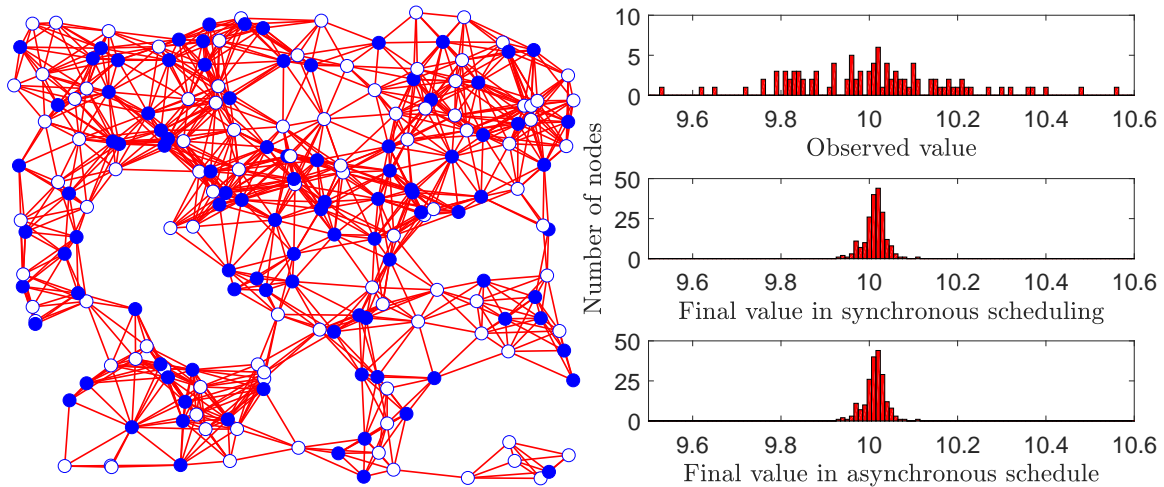 10
5
0
9.6 9.8 10 10.2 10.4 10.6
Observed value
Number of nodes
50
25
0
9.6 9.8 10 10.2 10.4 10.6
Final value in synchronous scheduling
50
25
0
9.6 9.8 10 10.2 10.4 10.6
Final value in asynchronous schedule